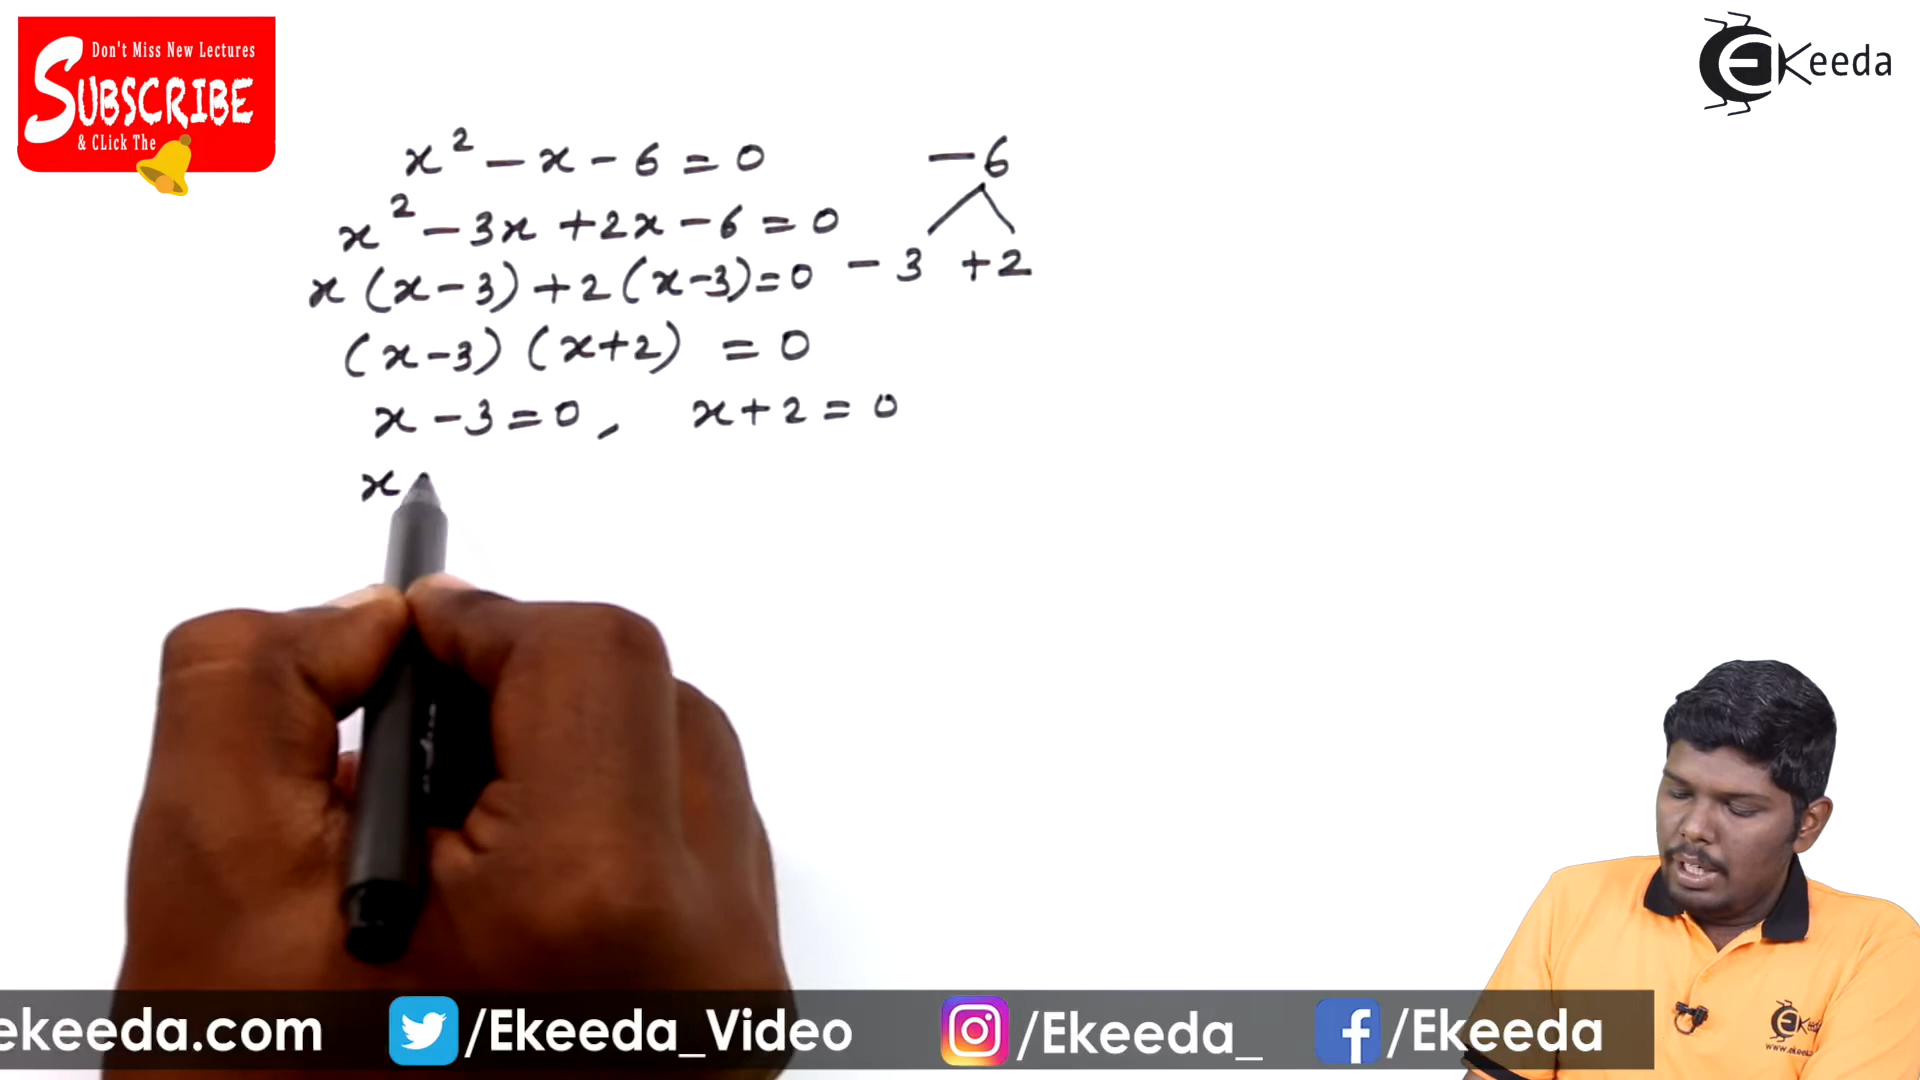 Don't Miss New Lectures
SUBSCRIBE
& CLick The
EKeeda
x² - x - 6 = 0
-6
x² - 3x + 2x - 6 = 0
-3 +2
x (x-3) + 2 (x-3) = 0
(x-3) (x+2) = 0
x - 3 = 0, x + 2 = 0
x
ekeeda.com
/Ekeeda_Video
/Ekeeda_
/Ekeeda